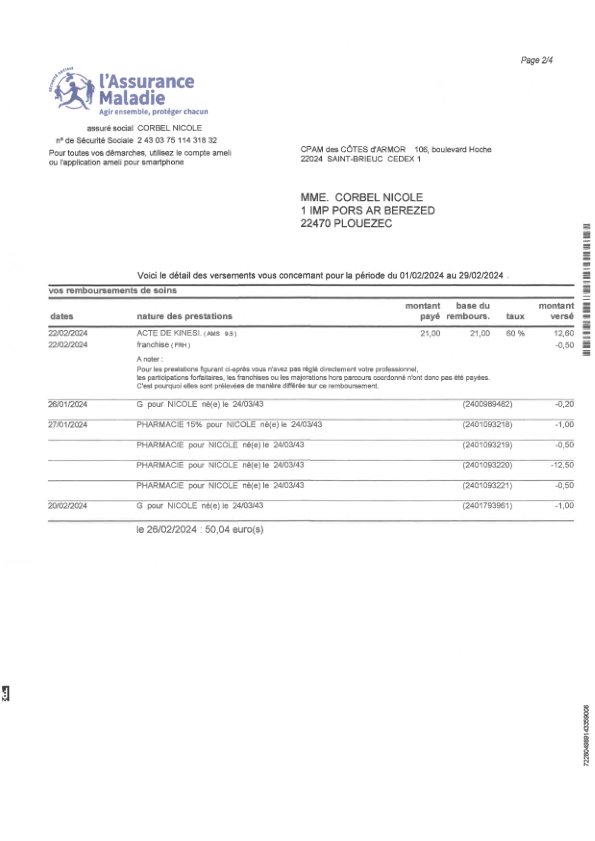 Page 2/4
SÉCURITÉ SOCIALE
l'Assurance
Maladie
Agir ensemble, protéger chacun
assuré social CORBEL NICOLE
n° de Sécurité Sociale 2 43 03 75 114 318 32
Pour toutes vos démarches, utilisez le compte ameli
ou l'application ameli pour smartphone
CPAM des CÔTES d'ARMOR 106, boulevard Hoche
22024 SAINT-BRIEUC CEDEX 1
MME. CORBEL NICOLE
1 IMP PORS AR BEREZED
22470 PLOUEZEC
Voici le détail des versements vous concernant pour la période du 01/02/2024 au 29/02/2024 .
vos remboursements de soins
dates nature des prestations montant payé base du rembours. taux montant versé
22/02/2024 ACTE DE KINESI. ( AMS 9,5 ) 21,00 21,00 60 % 12,60
22/02/2024 franchise ( FRH ) -0,50
A noter :
Pour les prestations figurant ci-après vous n'avez pas réglé directement votre professionnel,
les participations forfaitaires, les franchises ou les majorations hors parcours coordonné n'ont donc pas été payées.
C'est pourquoi elles sont prélevées de manière différée sur ce remboursement.
26/01/2024 G pour NICOLE né(e) le 24/03/43 (2400989482) -0,20
27/01/2024 PHARMACIE 15% pour NICOLE né(e) le 24/03/43 (2401093218) -1,00
PHARMACIE pour NICOLE né(e) le 24/03/43 (2401093219) -0,50
PHARMACIE pour NICOLE né(e) le 24/03/43 (2401093220) -12,50
PHARMACIE pour NICOLE né(e) le 24/03/43 (2401093221) -0,50
20/02/2024 G pour NICOLE né(e) le 24/03/43 (2401793961) -1,00
le 26/02/2024 : 50,04 euro(s)